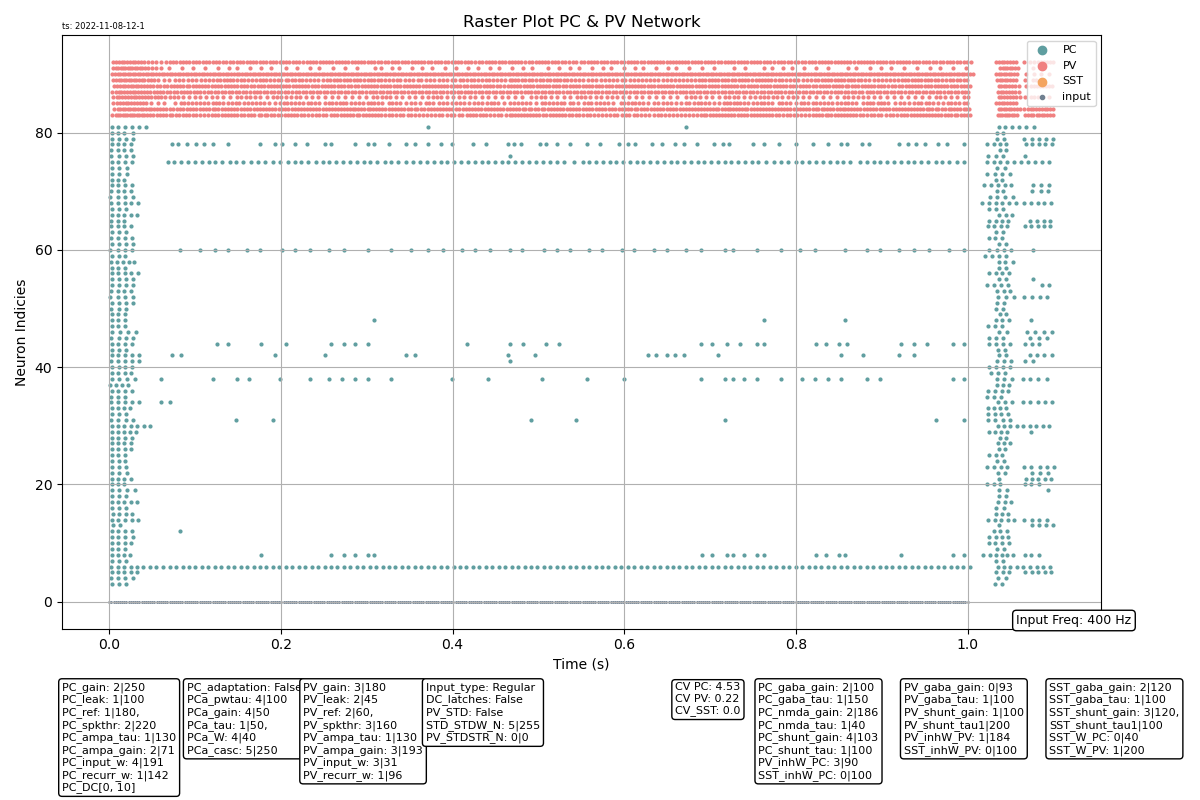 ts: 2022-11-08-12-1
Raster Plot PC & PV Network
PC
PV
SST
input
80
60
40
20
0
Neuron Indicies
0.0 0.2 0.4 0.6 0.8 1.0
Time (s)
Input Freq: 400 Hz
PC_gain: 2|250
PC_leak: 1|100
PC_ref: 1|180,
PC_spkthr: 2|220
PC_ampa_tau: 1|130
PC_ampa_gain: 2|71
PC_input_w: 4|191
PC_recurr_w: 1|142
PC_DC[0, 10]
PC_adaptation: False
PCa_pwtau: 4|100
PCa_gain: 4|50
PCa_tau: 1|50,
PCa_W: 4|40
PCa_casc: 5|250
PV_gain: 3|180
PV_leak: 2|45
PV_ref: 2|60,
PV_spkthr: 3|160
PV_ampa_tau: 1|130
PV_ampa_gain: 3|193
PV_input_w: 3|31
PV_recurr_w: 1|96
Input_type: Regular
DC_latches: False
PV_STD: False
STD_STDW_N: 5|255
PV_STDSTR_N: 0|0
CV PC: 4.53
CV PV: 0.22
CV_SST: 0.0
PC_gaba_gain: 2|100
PC_gaba_tau: 1|150
PC_nmda_gain: 2|186
PC_nmda_tau: 1|40
PC_shunt_gain: 4|103
PC_shunt_tau: 1|100
PV_inhW_PC: 3|90
SST_inhW_PC: 0|100
PV_gaba_gain: 0|93
PV_gaba_tau: 1|100
PV_shunt_gain: 1|100
PV_shunt_tau1|200
PV_inhW_PV: 1|184
SST_inhW_PV: 0|100
SST_gaba_gain: 2|120
SST_gaba_tau: 1|100
SST_shunt_gain: 3|120,
SST_shunt_tau1|100
SST_W_PC: 0|40
SST_W_PV: 1|200